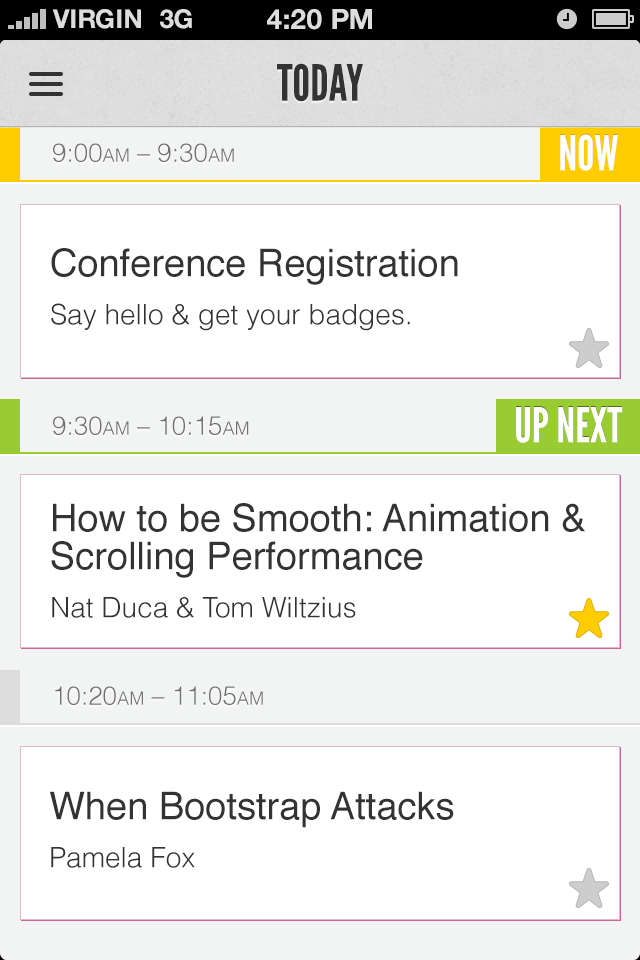 VIRGIN 3G 4:20 PM
TODAY
9:00AM – 9:30AM NOW
Conference Registration
Say hello & get your badges.
9:30AM – 10:15AM UP NEXT
How to be Smooth: Animation &
Scrolling Performance
Nat Duca & Tom Wiltzius
10:20AM – 11:05AM
When Bootstrap Attacks
Pamela Fox